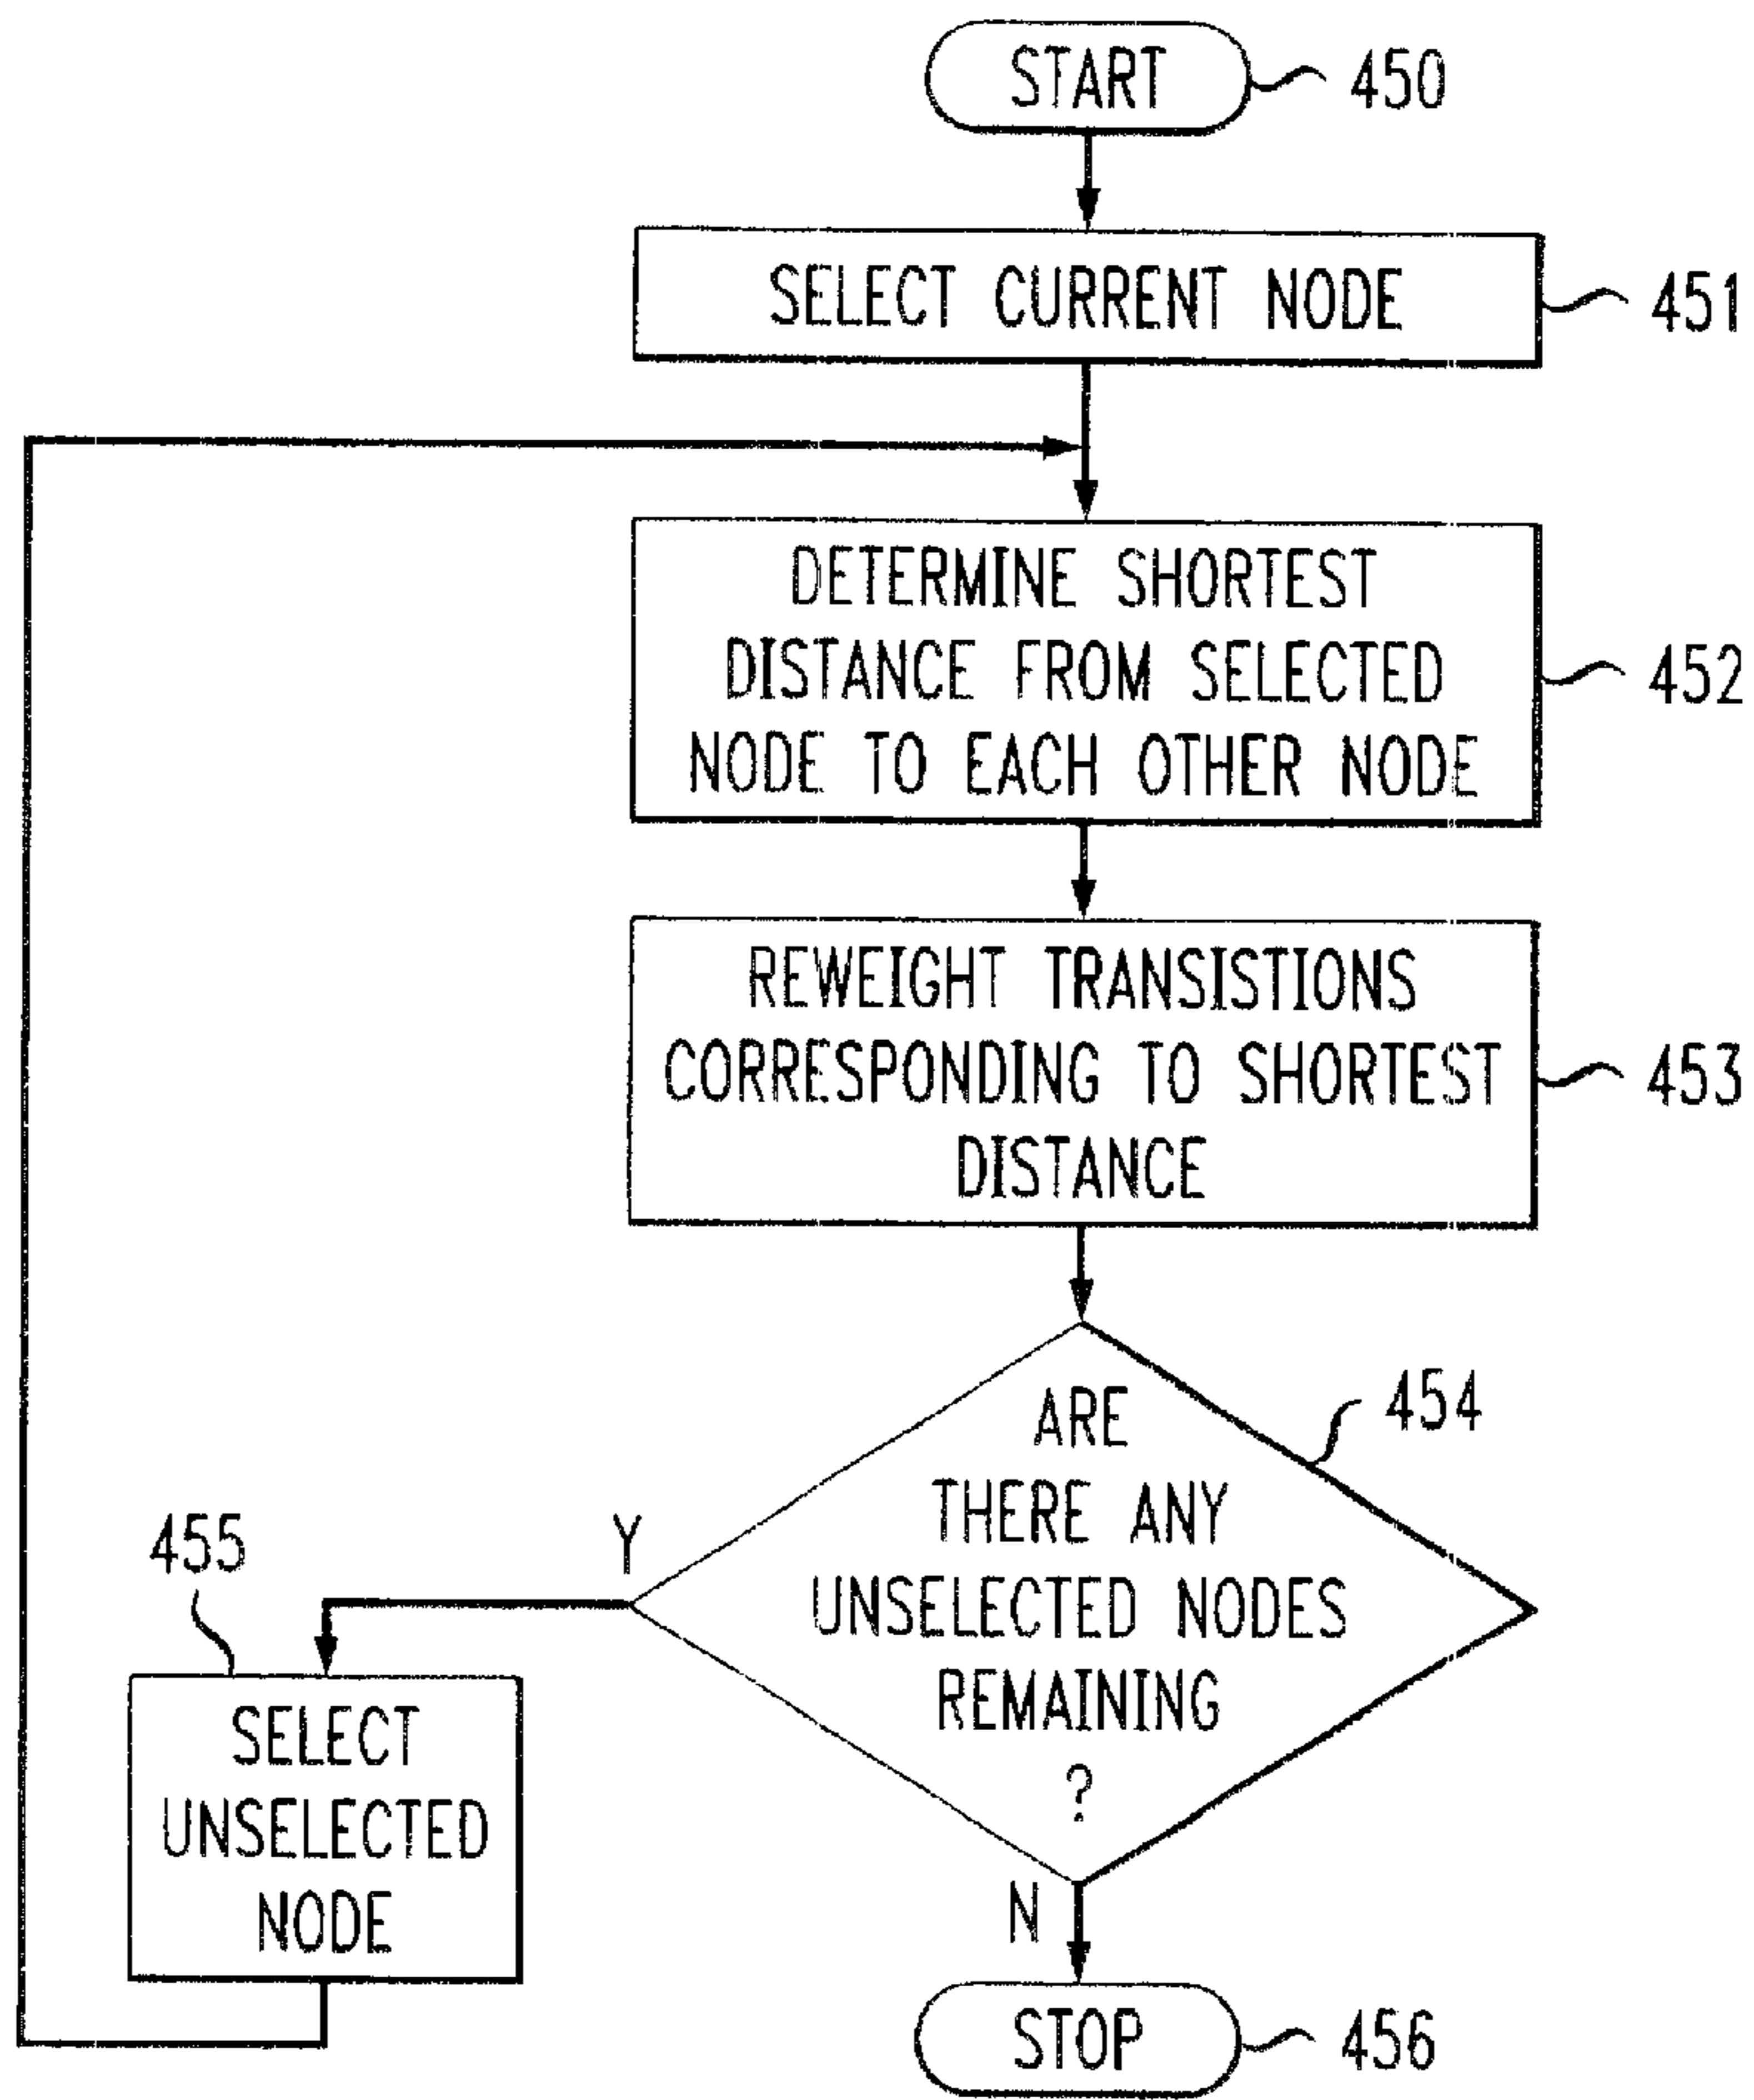 START
450
SELECT CURRENT NODE
451
DETERMINE SHORTEST
DISTANCE FROM SELECTED
NODE TO EACH OTHER NODE
452
REWEIGHT TRANSISTIONS
CORRESPONDING TO SHORTEST
DISTANCE
453
ARE
THERE ANY
UNSELECTED NODES
REMAINING
?
454
Y
455
SELECT
UNSELECTED
NODE
N
STOP
456